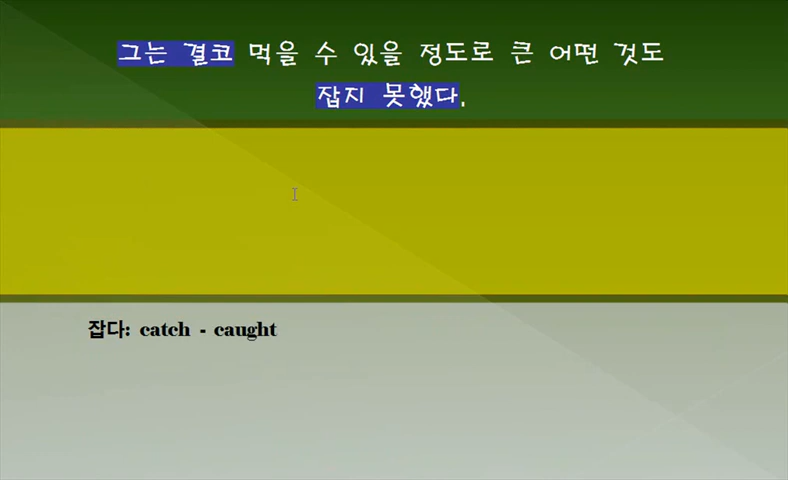 그는 결코 먹을 수 있을 정도로 큰 어떤 것도
잡지 못했다.
잡다: catch - caught